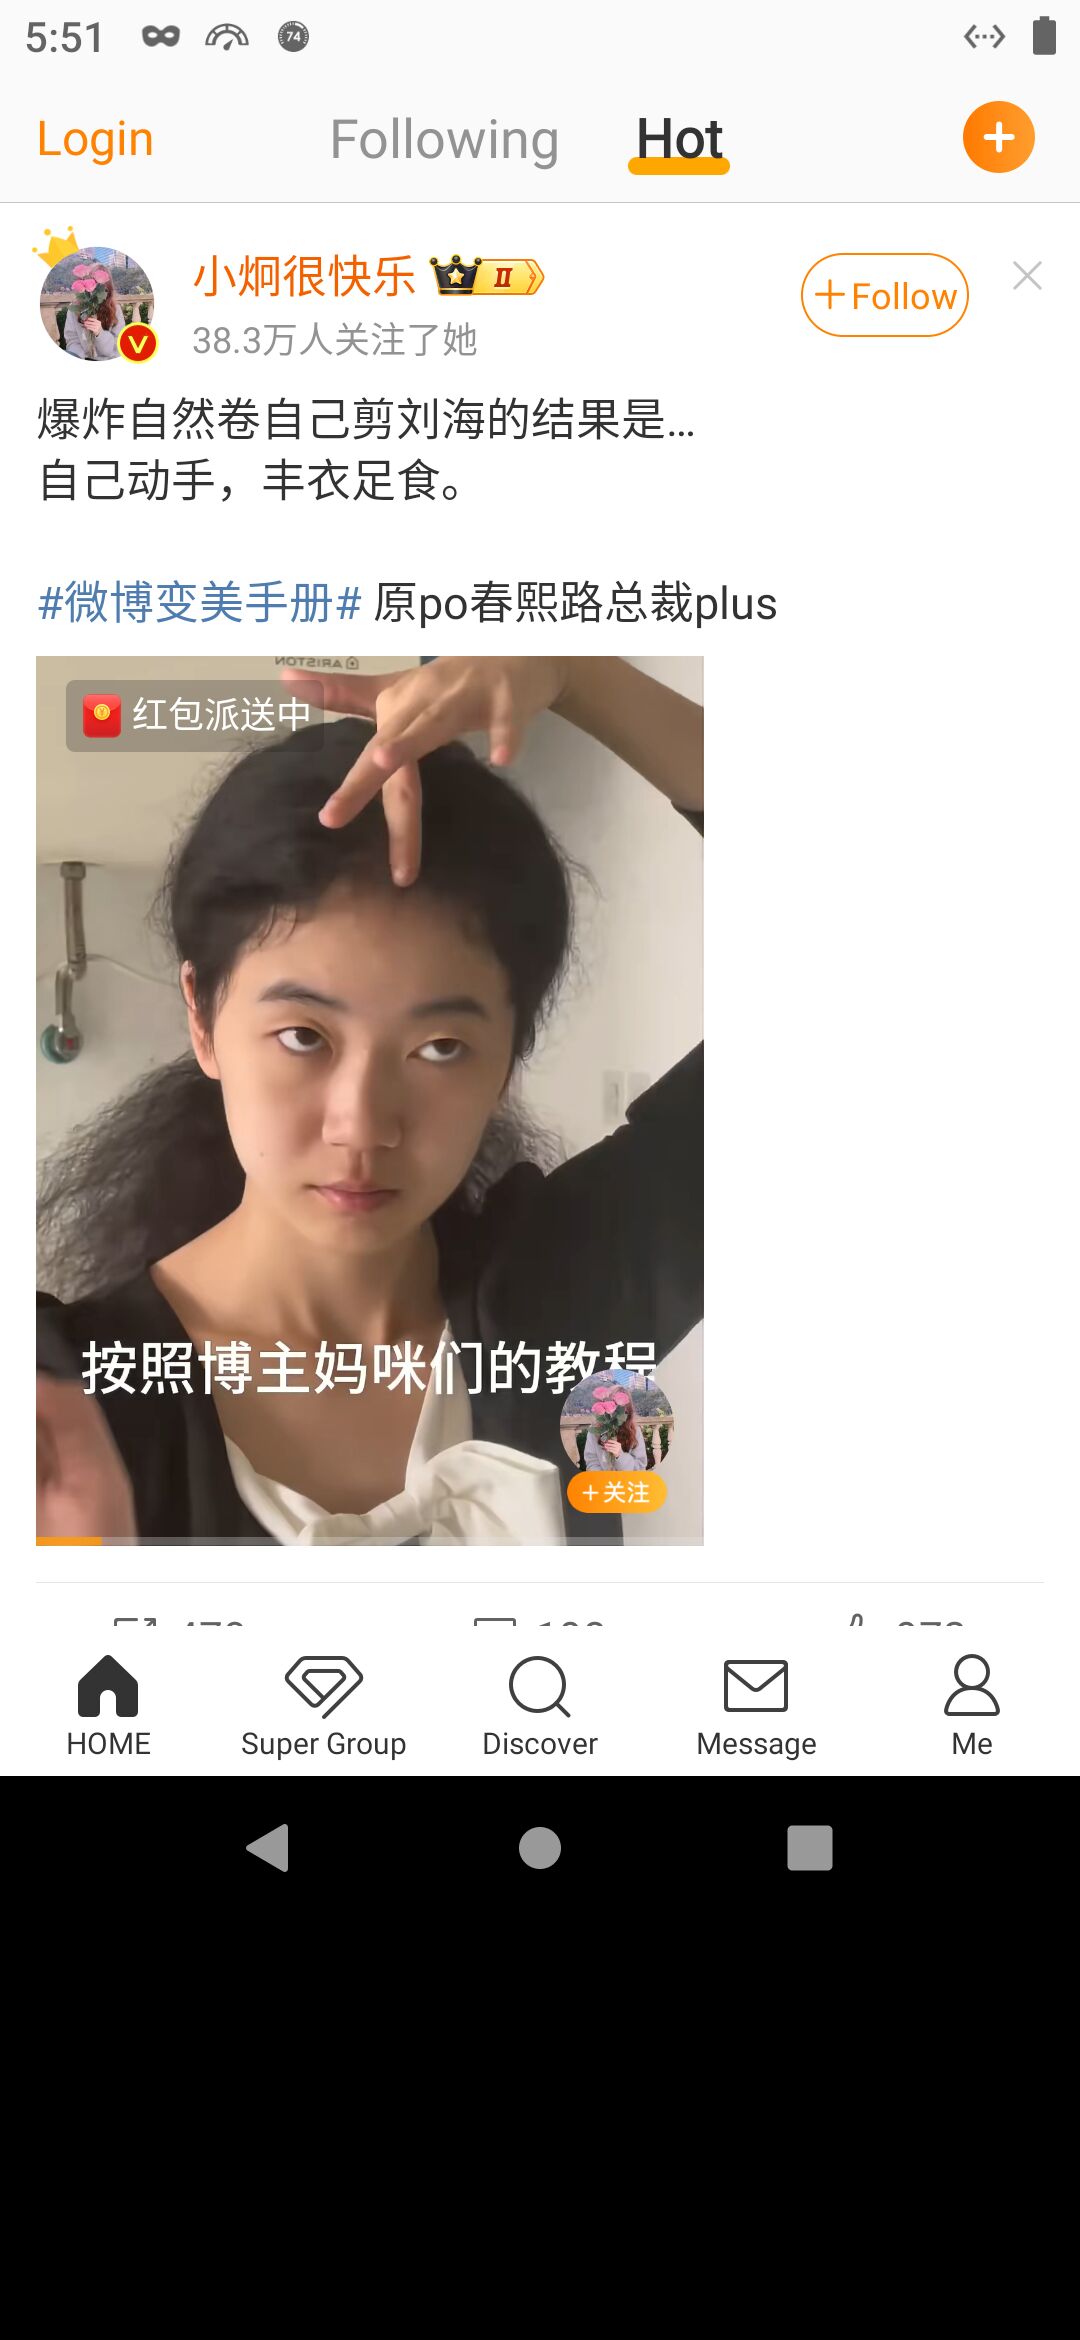 5:51
74
Login
Following
Hot
小炯很快乐
II
38.3万人关注了她
+Follow
爆炸自然卷自己剪刘海的结果是...
自己动手，丰衣足食。
#微博变美手册# 原po春熙路总裁plus
ARISTON
红包派送中
按照博主妈咪们的教程
+关注
HOME
Super Group
Discover
Message
Me